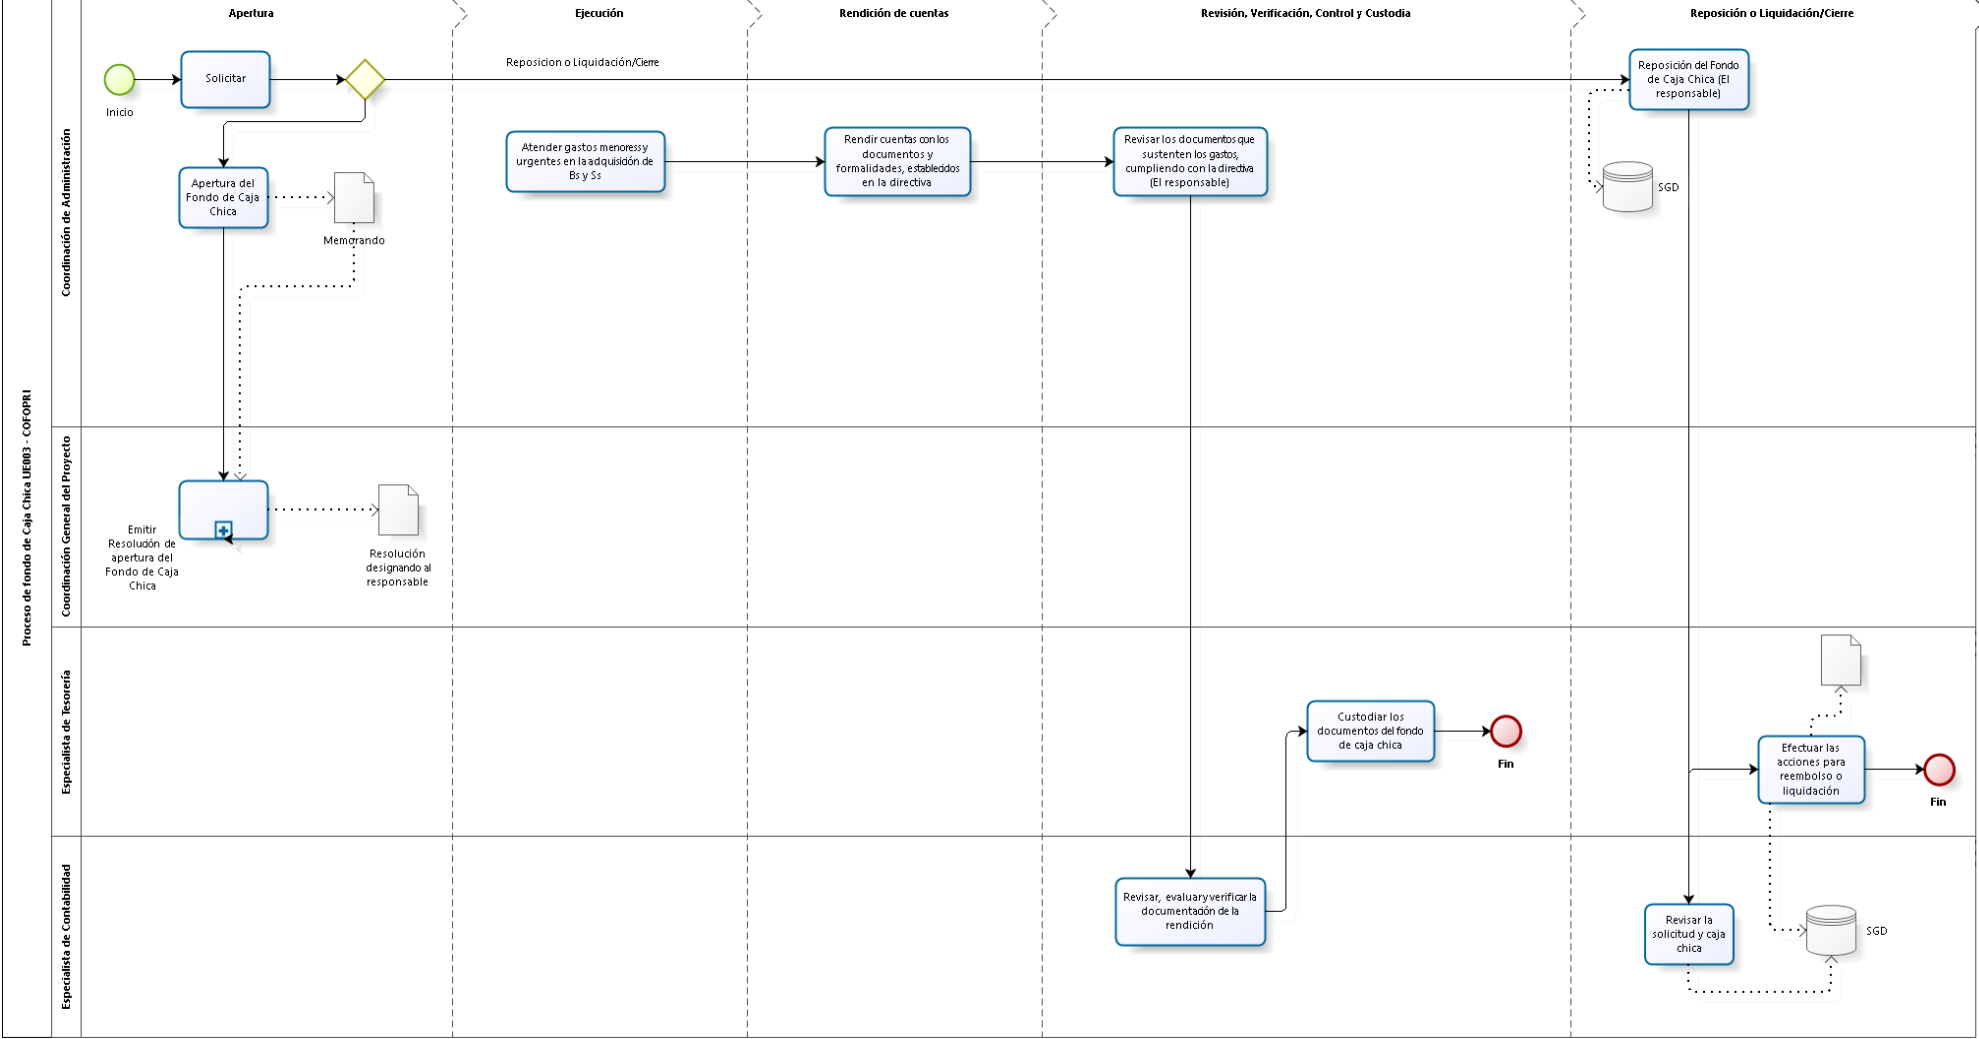 Proceso de fondo de Caja Chica UE003 - COFOPRI
Apertura
Ejecución
Rendición de cuentas
Revisión, Verificación, Control y Custodia
Reposición o Liquidación/Cierre
Coordinación de Administración
Inicio
Solicitar
Reposicion o Liquidación/Cierre
Reposición del Fondo
de Caja Chica (El
responsable)
SGD
Apertura del
Fondo de Caja
Chica
Memorando
Atender gastos menores y
urgentes en la adquisición de
Bs y Ss
Rendir cuentas con los
documentos y
formalidades, establecidos
en la directiva
Revisar los documentos que
sustenten los gastos,
cumpliendo con la directiva
(El responsable)
Coordinación General del Proyecto
Emitir
Resolución de
apertura del
Fondo de Caja
Chica
Resolución
designando al
responsable
Especialista de Tesorería
Custodiar los
documentos del fondo
de caja chica
Fin
Efectuar las
acciones para
reembolso o
liquidación
Fin
Especialista de Contabilidad
Revisar, evaluar y verificar la
documentación de la
rendición
Revisar la
solicitud y caja
chica
SGD